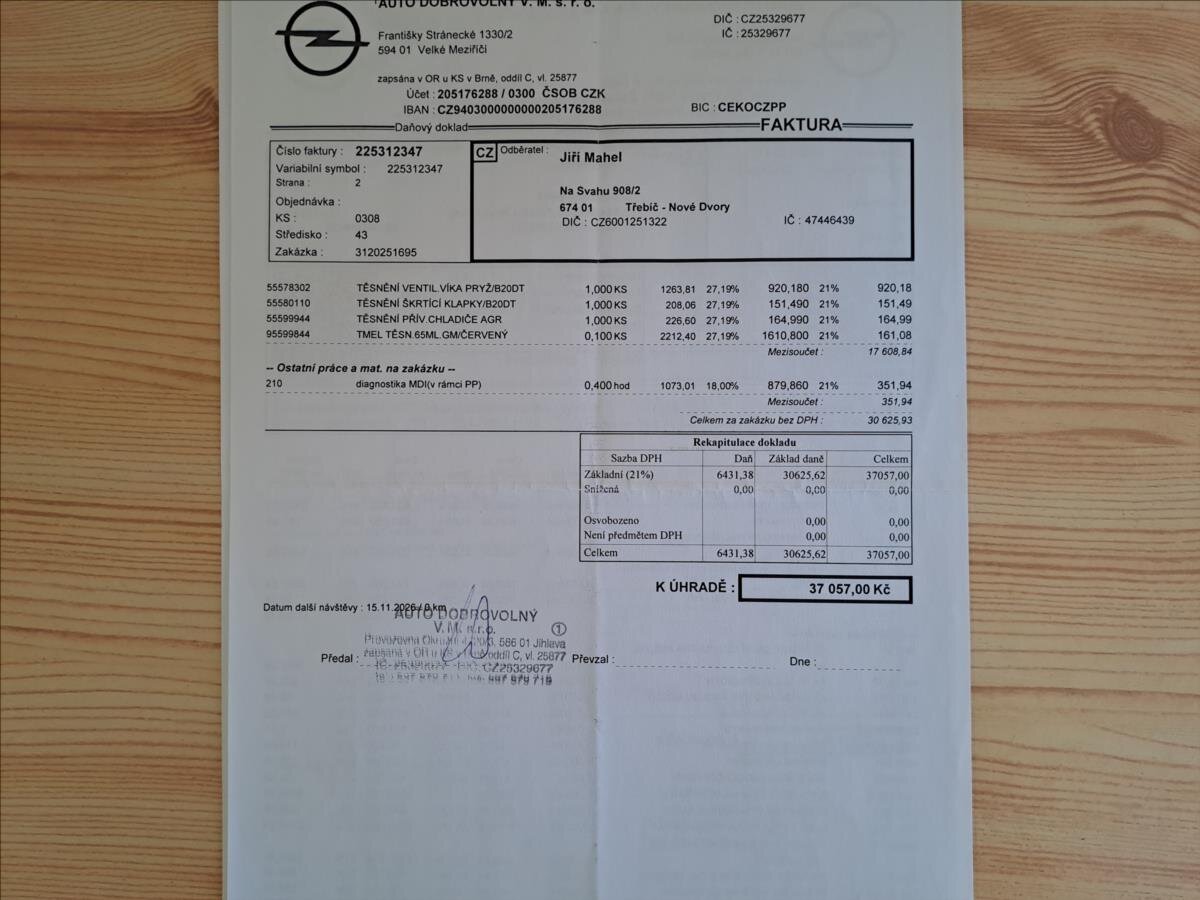 AUTO DOBROVOLNÝ V. M. s. r. o.
Františky Stránecké 1330/2
594 01 Velké Meziříčí
DIČ : CZ25329677
IČ : 25329677
zapsána v OR u KS v Brně, oddíl C, vl. 25877
Účet : 205176288 / 0300 ČSOB CZK
IBAN : CZ9403000000000205176288
BIC : CEKOCZPP
Daňový doklad
FAKTURA
Číslo faktury : 225312347
Variabilní symbol : 225312347
Strana : 2
Objednávka :
KS : 0308
Středisko : 43
Zakázka : 3120251695
CZ Odběratel : Jiří Mahel
Na Svahu 908/2
674 01 Třebíč - Nové Dvory
DIČ : CZ6001251322 IČ : 47446439
55578302 TĚSNĚNÍ VENTIL.VÍKA PRYŽ/B20DT 1,000 KS 1263,81 27,19% 920,180 21% 920,18
55580110 TĚSNĚNÍ ŠKRTÍCÍ KLAPKY/B20DT 1,000 KS 208,06 27,19% 151,490 21% 151,49
55599944 TĚSNĚNÍ PŘÍV.CHLADIČE AGR 1,000 KS 226,60 27,19% 164,990 21% 164,99
95599844 TMEL TĚSN.65ML.GM/ČERVENÝ 0,100 KS 2212,40 27,19% 1610,800 21% 161,08
Mezisoučet : 17 608,84
-- Ostatní práce a mat. na zakázku --
210 diagnostika MDI(v rámci PP) 0,400 hod 1073,01 18,00% 879,860 21% 351,94
Mezisoučet : 351,94
Celkem za zakázku bez DPH : 30 625,93
Rekapitulace dokladu
Sazba DPH Daň Základ daně Celkem
Základní (21%) 6431,38 30625,62 37057,00
Snížená 0,00 0,00 0,00
Osvobozeno 0,00 0,00
Není předmětem DPH 0,00 0,00
Celkem 6431,38 30625,62 37057,00
K ÚHRADĚ : 37 057,00 Kč
Datum další návštěvy : 15.11.2026 / 0 km
AUTO DOBROVOLNÝ
V. M. s.r.o. ①
Provozovna 586 01 Jihlava
zapsána v OR u oddíl C, vl. 25877
CZ25329677
Předal : Převzal : Dne :